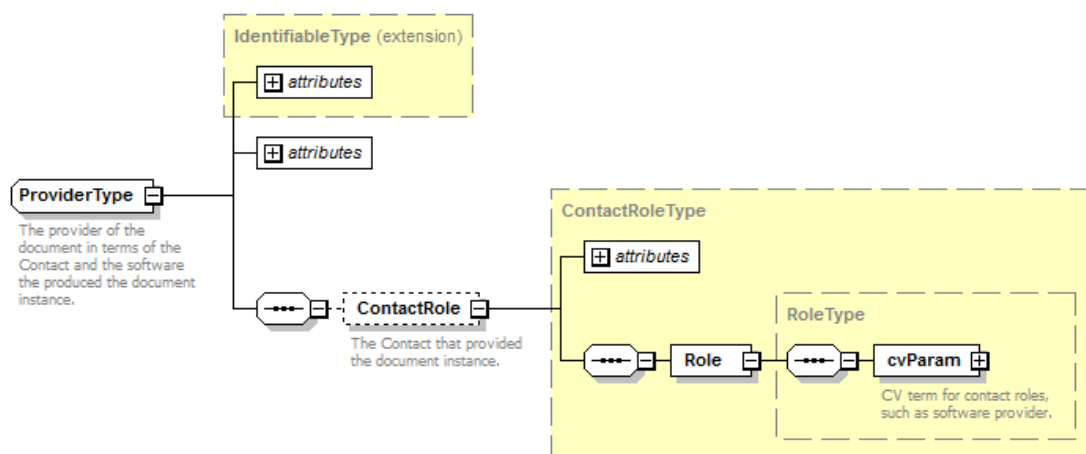 IdentifiableType (extension)
attributes
attributes
ProviderType
The provider of the
document in terms of the
Contact and the software
the produced the document
instance.
ContactRole
The Contact that provided
the document instance.
ContactRoleType
attributes
Role
RoleType
cvParam
CV term for contact roles,
such as software provider.